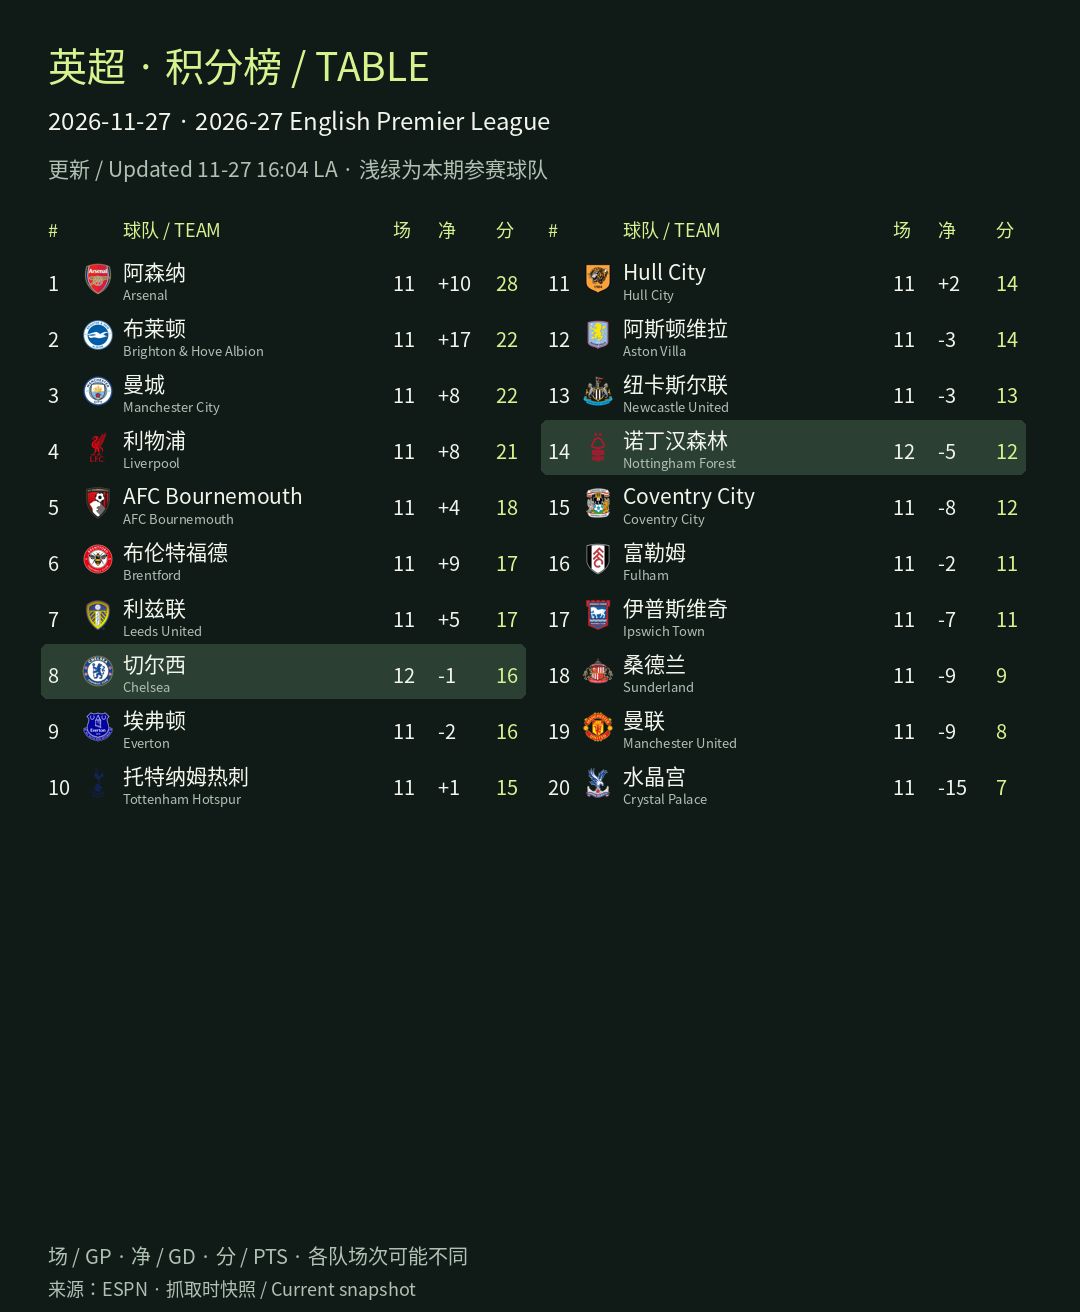 英超 · 积分榜 / TABLE
2026-11-27 · 2026-27 English Premier League
更新 / Updated 11-27 16:04 LA · 浅绿为本期参赛球队
# 球队 / TEAM 场 净 分
1 阿森纳 11 +10 28
Arsenal
2 布莱顿 11 +17 22
Brighton & Hove Albion
3 曼城 11 +8 22
Manchester City
4 利物浦 11 +8 21
Liverpool
5 AFC Bournemouth 11 +4 18
AFC Bournemouth
6 布伦特福德 11 +9 17
Brentford
7 利兹联 11 +5 17
Leeds United
8 切尔西 12 -1 16
Chelsea
9 埃弗顿 11 -2 16
Everton
10 托特纳姆热刺 11 +1 15
Tottenham Hotspur
# 球队 / TEAM 场 净 分
11 Hull City 11 +2 14
Hull City
12 阿斯顿维拉 11 -3 14
Aston Villa
13 纽卡斯尔联 11 -3 13
Newcastle United
14 诺丁汉森林 12 -5 12
Nottingham Forest
15 Coventry City 11 -8 12
Coventry City
16 富勒姆 11 -2 11
Fulham
17 伊普斯维奇 11 -7 11
Ipswich Town
18 桑德兰 11 -9 9
Sunderland
19 曼联 11 -9 8
Manchester United
20 水晶宫 11 -15 7
Crystal Palace
场 / GP · 净 / GD · 分 / PTS · 各队场次可能不同
来源：ESPN · 抓取时快照 / Current snapshot